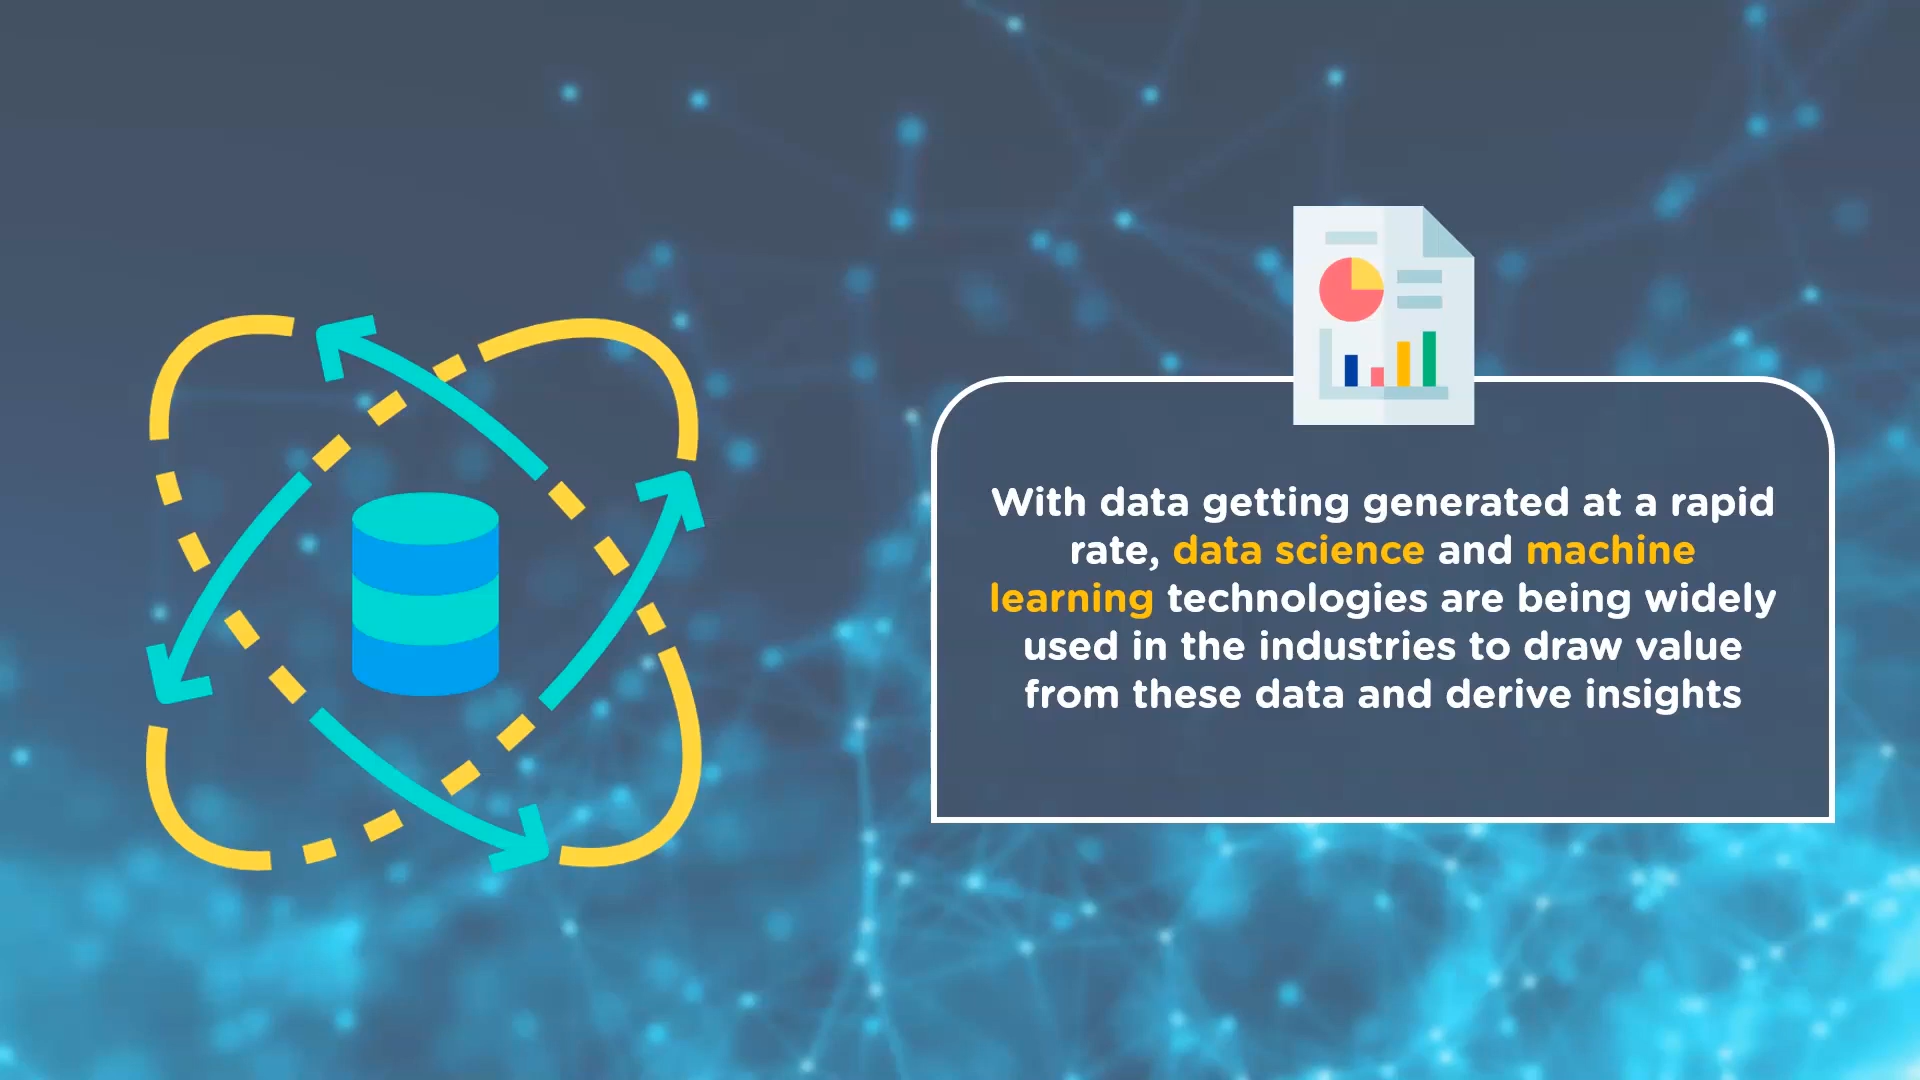 With data getting generated at a rapid
rate, data science and machine
learning technologies are being widely
used in the industries to draw value
from these data and derive insights